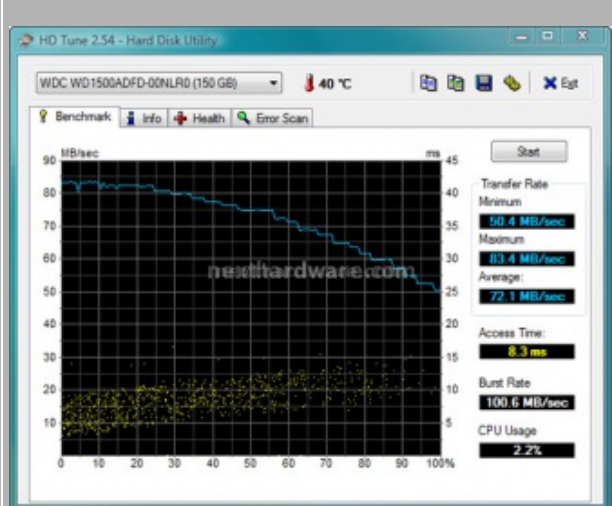 HD Tune 2.54 - Hard Disk Utility
WDC WD1500ADFD-00NLR0 (150 GB)
40 °C
Exit
Benchmark
Info
Health
Error Scan
Start
MB/sec
ms
90
80
70
60
50
40
30
20
10
45
40
35
30
25
20
15
10
5
0
10
20
30
40
50
60
70
80
90
100%
nexthardware.com
Transfer Rate
Minimum
50.4 MB/sec
Maximum
83.4 MB/sec
Average:
72.1 MB/sec
Access Time:
8.3 ms
Burst Rate
100.6 MB/sec
CPU Usage
2.2%